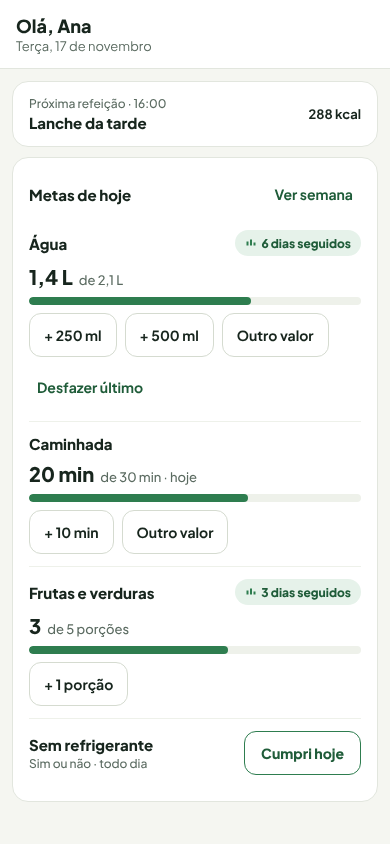 Olá, Ana
Terça, 17 de novembro
Próxima refeição · 16:00
Lanche da tarde
288 kcal
Metas de hoje
Ver semana
Água
6 dias seguidos
1,4 L de 2,1 L
+ 250 ml
+ 500 ml
Outro valor
Desfazer último
Caminhada
20 min de 30 min · hoje
+ 10 min
Outro valor
Frutas e verduras
3 dias seguidos
3 de 5 porções
+ 1 porção
Sem refrigerante
Sim ou não · todo dia
Cumpri hoje